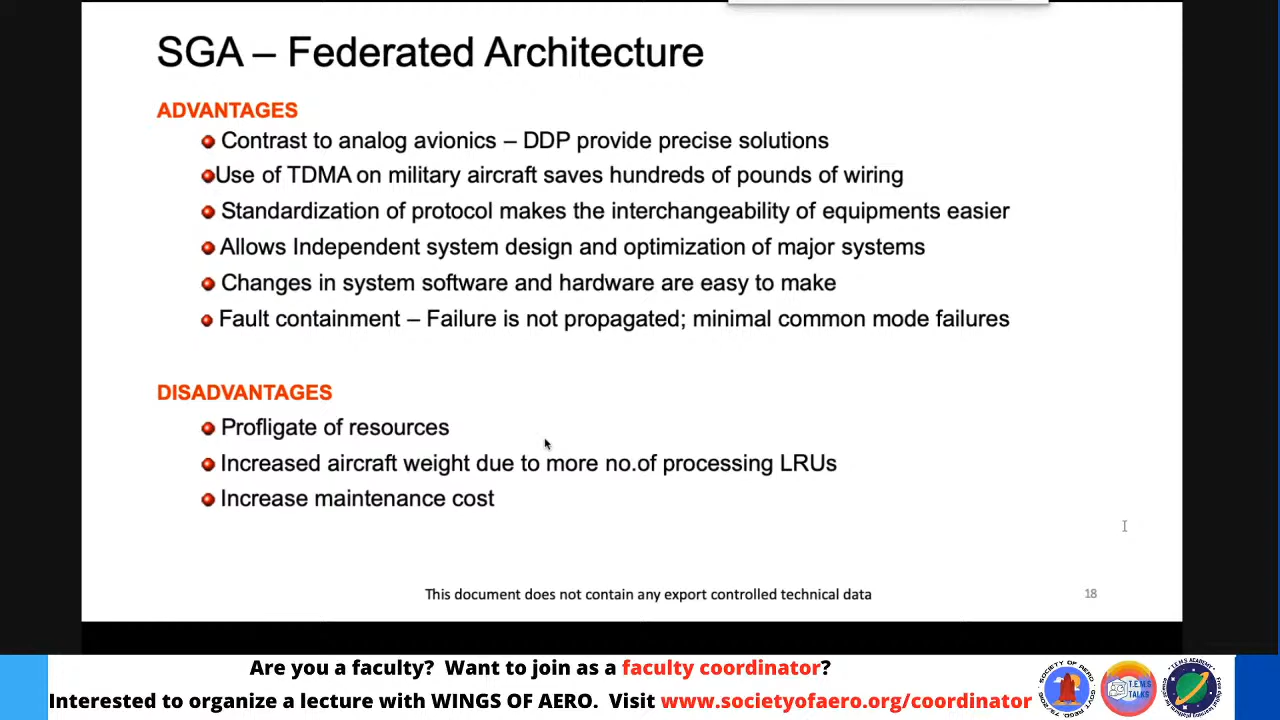 SGA – Federated Architecture
ADVANTAGES
Contrast to analog avionics – DDP provide precise solutions
Use of TDMA on military aircraft saves hundreds of pounds of wiring
Standardization of protocol makes the interchangeability of equipments easier
Allows Independent system design and optimization of major systems
Changes in system software and hardware are easy to make
Fault containment – Failure is not propagated; minimal common mode failures
DISADVANTAGES
Profligate of resources
Increased aircraft weight due to more no.of processing LRUs
Increase maintenance cost
This document does not contain any export controlled technical data
18
Are you a faculty? Want to join as a faculty coordinator?
Interested to organize a lecture with WINGS OF AERO. Visit www.societyofaero.org/coordinator
SOCIETY OF AERO
T.E.M.S
TALKS
T.E.M.S ACADEMY